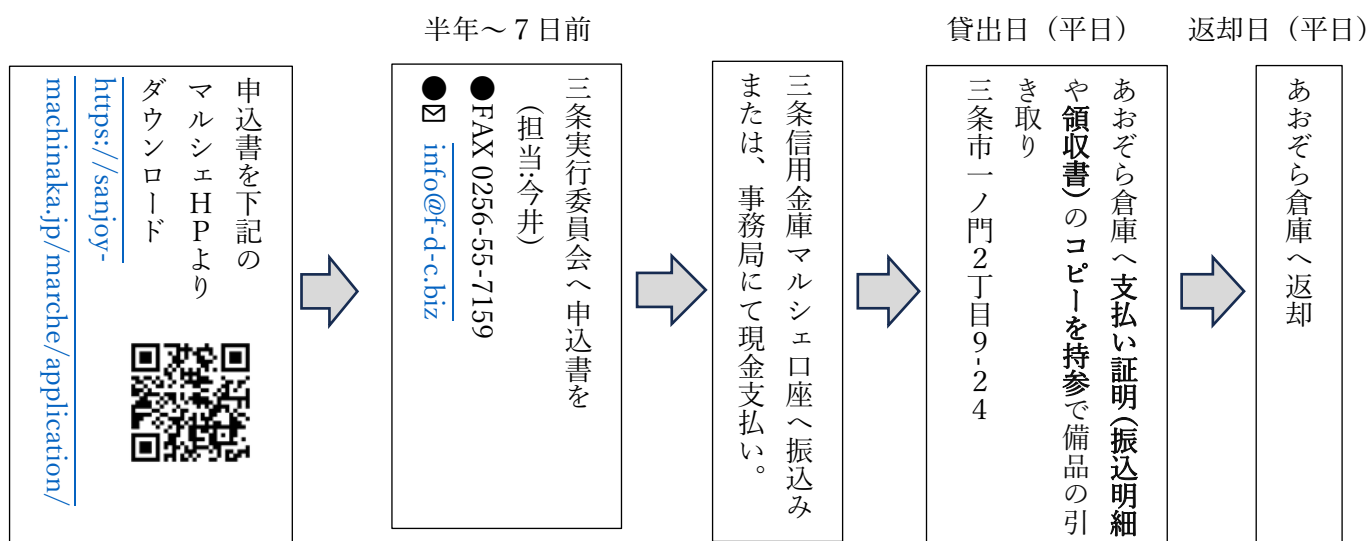 半年～7日前
貸出日（平日）
返却日（平日）
申込書を下記の
マルシェHPより
ダウンロード
https://sanjoy-
machinaka.jp/marche/application/
三条実行委員会へ申込書を
(担当:今井)
●FAX 0256-55-7159
●✉ info@f-d-c.biz
三条信用金庫マルシェ口座へ振込み
または、事務局にて現金支払い。
あおぞら倉庫へ支払い証明(振込明細
や領収書)のコピーを持参で備品の引
き取り
三条市一ノ門2丁目9-24
あおぞら倉庫へ返却